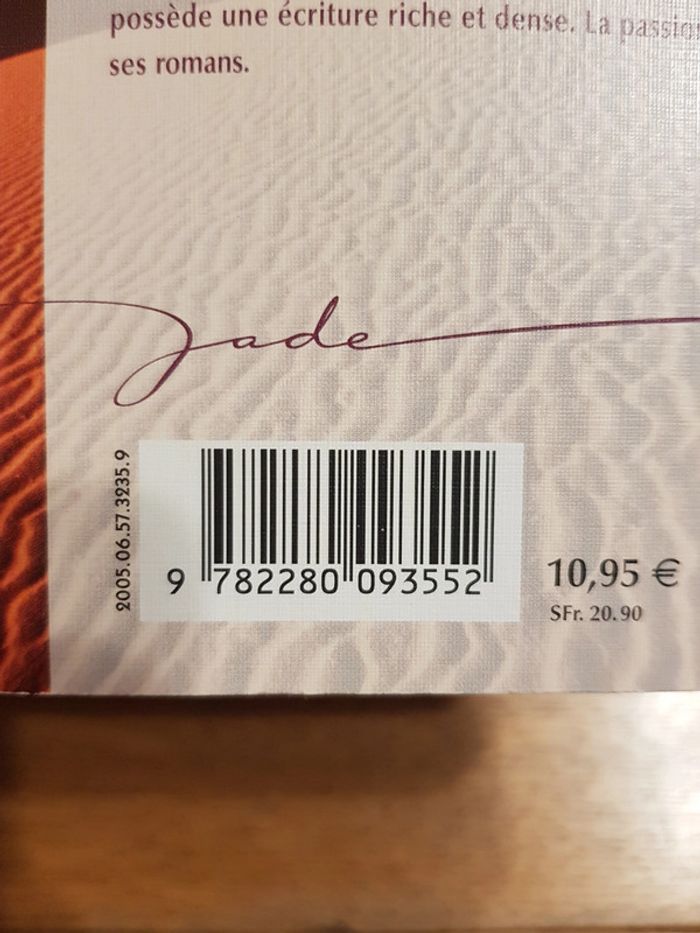 possède une écriture riche et dense. La passion
ses romans.
Jade
2005.06.57.3235.9
9 782280 093552
10,95 €
SFr. 20.90